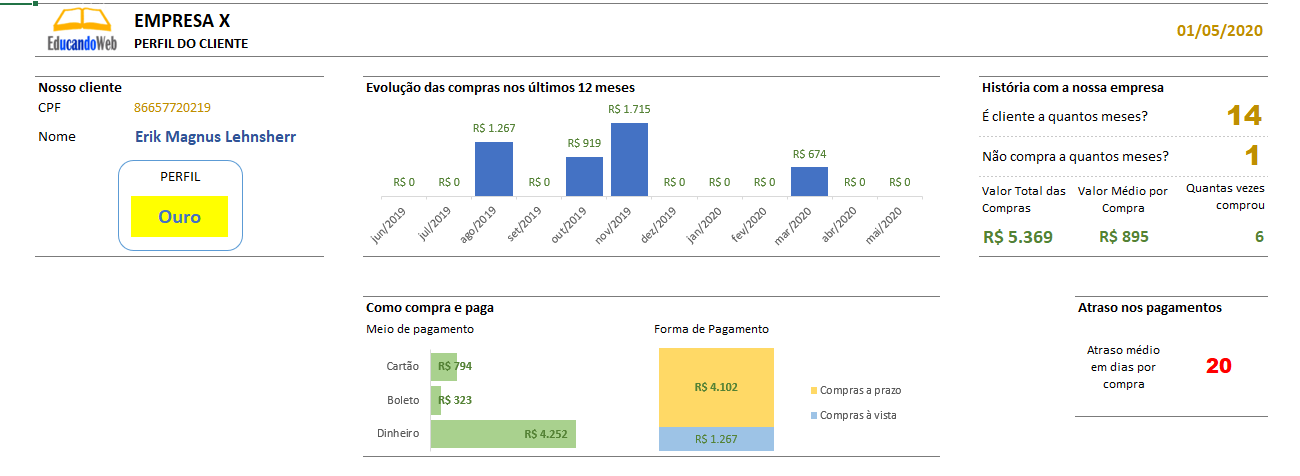 EducandoWeb
EMPRESA X
PERFIL DO CLIENTE
01/05/2020
Nosso cliente
CPF 86657720219
Nome Erik Magnus Lehnsherr
PERFIL
Ouro
Evolução das compras nos últimos 12 meses
R$ 0 R$ 0 R$ 1.267 R$ 0 R$ 919 R$ 1.715 R$ 0 R$ 0 R$ 0 R$ 674 R$ 0 R$ 0
jun/2019 jul/2019 ago/2019 set/2019 out/2019 nov/2019 dez/2019 jan/2020 fev/2020 mar/2020 abr/2020 mai/2020
História com a nossa empresa
É cliente a quantos meses? 14
Não compra a quantos meses? 1
Valor Total das
Compras
R$ 5.369
Valor Médio por
Compra
R$ 895
Quantas vezes
comprou
6
Como compra e paga
Meio de pagamento
Cartão R$ 794
Boleto R$ 323
Dinheiro R$ 4.252
Forma de Pagamento
R$ 4.102
R$ 1.267
Compras a prazo
Compras à vista
Atraso nos pagamentos
Atraso médio
em dias por
compra
20